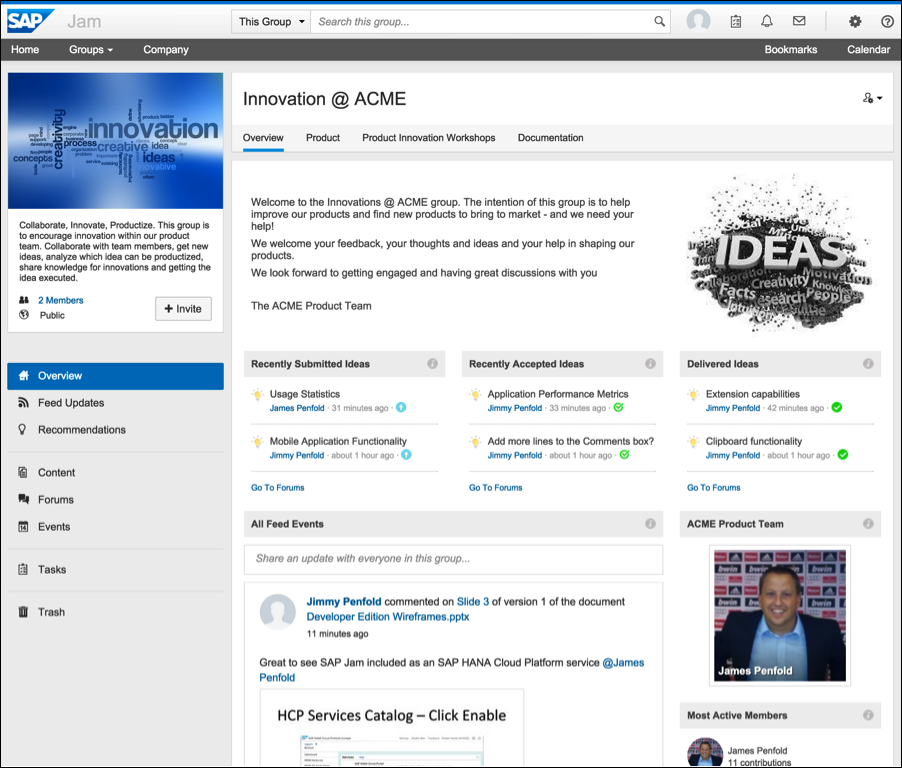 SAP Jam
This Group
Search this group...
Home
Groups
Company
Bookmarks
Calendar
innovation
creativity
creative idea
process
concepts
ideas
Collaborate, Innovate, Productize. This group is
to encourage innovation within our product
team. Collaborate with team members, get new
ideas, analyze which idea can be productized,
share knowledge for innovations and getting the
idea executed.
2 Members
Public
+ Invite
Overview
Feed Updates
Recommendations
Content
Forums
Events
Tasks
Trash
Innovation @ ACME
Overview
Product
Product Innovation Workshops
Documentation
Welcome to the Innovations @ ACME group. The intention of this group is to help
improve our products and find new products to bring to market - and we need your
help!
We welcome your feedback, your thoughts and ideas and your help in shaping our
products.
We look forward to getting engaged and having great discussions with you
The ACME Product Team
IDEAS
Motivation
Creativity
Facts
People
Recently Submitted Ideas
Usage Statistics
James Penfold · 31 minutes ago ·
Mobile Application Functionality
Jimmy Penfold · about 1 hour ago ·
Go To Forums
Recently Accepted Ideas
Application Performance Metrics
Jimmy Penfold · 33 minutes ago ·
Add more lines to the Comments box?
Jimmy Penfold · about 1 hour ago ·
Go To Forums
Delivered Ideas
Extension capabilities
Jimmy Penfold · 42 minutes ago ·
Clipboard functionality
Jimmy Penfold · about 1 hour ago ·
Go To Forums
All Feed Events
Share an update with everyone in this group...
Jimmy Penfold commented on Slide 3 of version 1 of the document
Developer Edition Wireframes.pptx
11 minutes ago
Great to see SAP Jam included as an SAP HANA Cloud Platform service @James
Penfold
HCP Services Catalog – Click Enable
ACME Product Team
bwin
James Penfold
Most Active Members
James Penfold
11 contributions